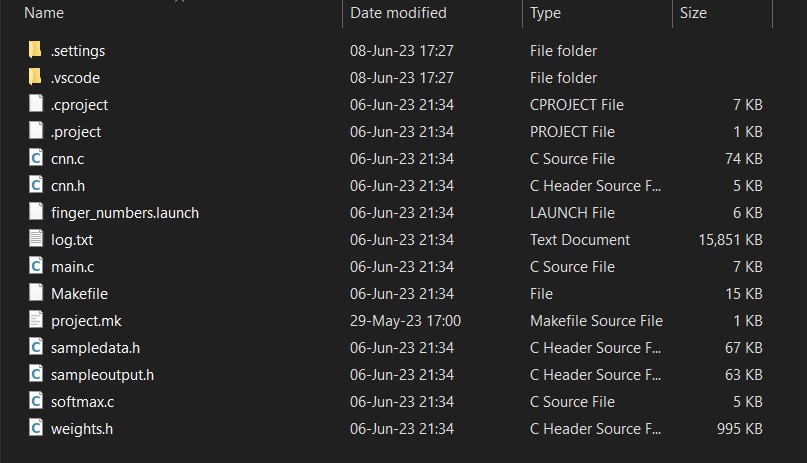 Name Date modified Type Size
.settings 08-Jun-23 17:27 File folder
.vscode 08-Jun-23 17:27 File folder
.cproject 06-Jun-23 21:34 CPROJECT File 7 KB
.project 06-Jun-23 21:34 PROJECT File 1 KB
cnn.c 06-Jun-23 21:34 C Source File 74 KB
cnn.h 06-Jun-23 21:34 C Header Source F... 5 KB
finger_numbers.launch 06-Jun-23 21:34 LAUNCH File 6 KB
log.txt 06-Jun-23 21:34 Text Document 15,851 KB
main.c 06-Jun-23 21:34 C Source File 7 KB
Makefile 06-Jun-23 21:34 File 15 KB
project.mk 29-May-23 17:00 Makefile Source File 1 KB
sampledata.h 06-Jun-23 21:34 C Header Source F... 67 KB
sampleoutput.h 06-Jun-23 21:34 C Header Source F... 63 KB
softmax.c 06-Jun-23 21:34 C Source File 5 KB
weights.h 06-Jun-23 21:34 C Header Source F... 995 KB